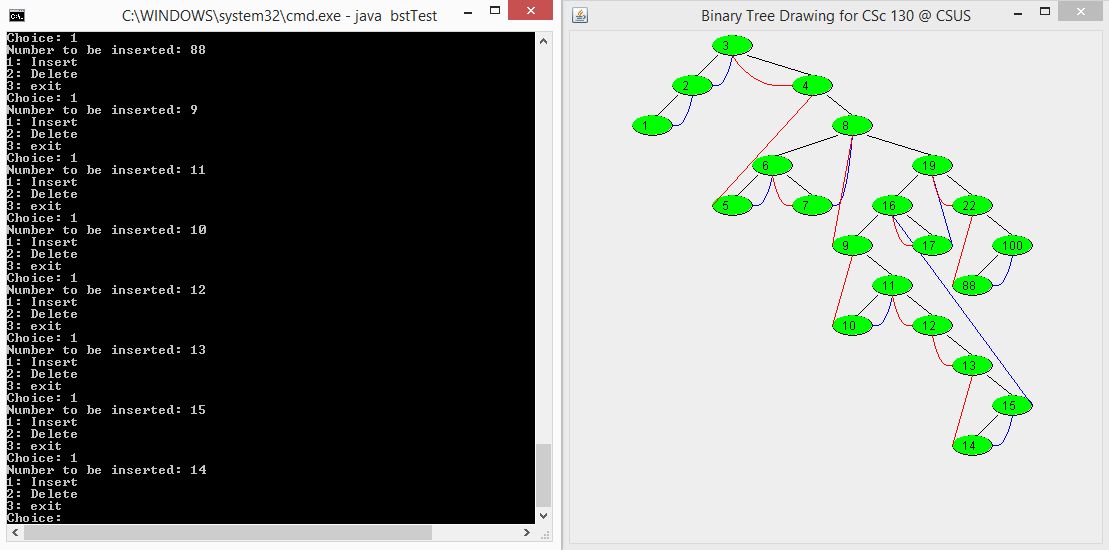 C:\WINDOWS\system32\cmd.exe - java bstTest
Choice: 1
Number to be inserted: 88
1: Insert
2: Delete
3: exit
Choice: 1
Number to be inserted: 9
1: Insert
2: Delete
3: exit
Choice: 1
Number to be inserted: 11
1: Insert
2: Delete
3: exit
Choice: 1
Number to be inserted: 10
1: Insert
2: Delete
3: exit
Choice: 1
Number to be inserted: 12
1: Insert
2: Delete
3: exit
Choice: 1
Number to be inserted: 13
1: Insert
2: Delete
3: exit
Choice: 1
Number to be inserted: 15
1: Insert
2: Delete
3: exit
Choice: 1
Number to be inserted: 14
1: Insert
2: Delete
3: exit
Choice:
Binary Tree Drawing for CSc 130 @ CSUS
3
2 4
1 8
6 19
5 7 16 22
9 17 100
11 88
10 12
13
15
14